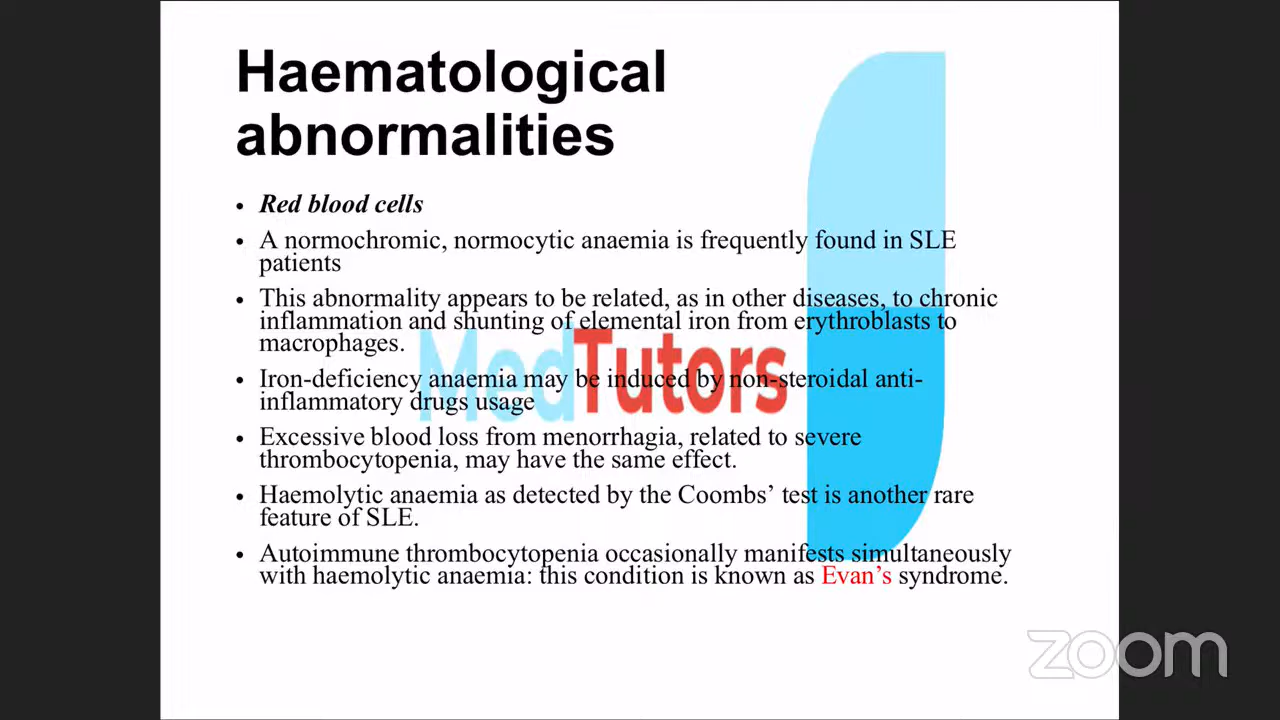 Haematological
abnormalities
• Red blood cells
• A normochromic, normocytic anaemia is frequently found in SLE
patients
• This abnormality appears to be related, as in other diseases, to chronic
inflammation and shunting of elemental iron from erythroblasts to
macrophages.
• Iron-deficiency anaemia may be induced by non-steroidal anti-
inflammatory drugs usage
• Excessive blood loss from menorrhagia, related to severe
thrombocytopenia, may have the same effect.
• Haemolytic anaemia as detected by the Coombs’ test is another rare
feature of SLE.
• Autoimmune thrombocytopenia occasionally manifests simultaneously
with haemolytic anaemia: this condition is known as Evan’s syndrome.
MedTutors
zoom